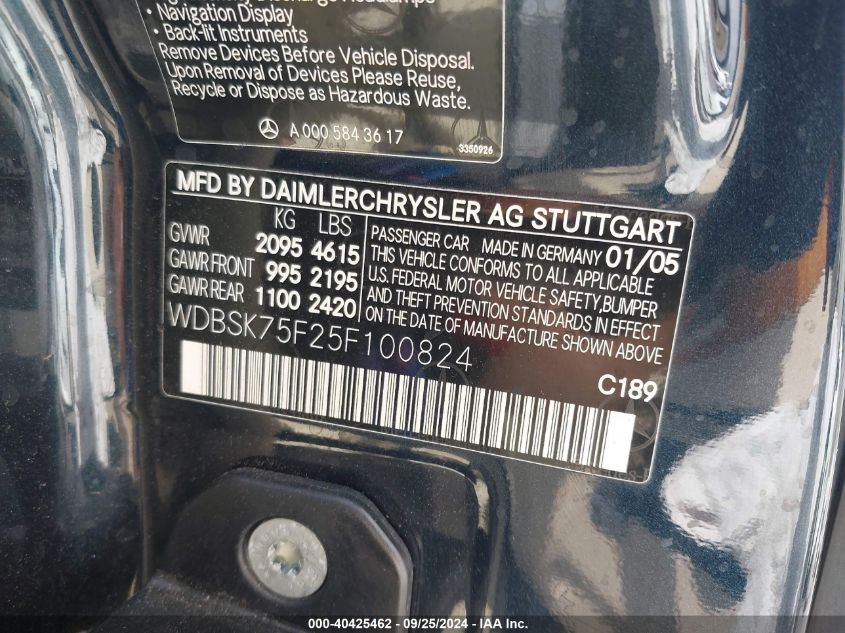 • Navigation Display
• Back-lit Instruments
Remove Devices Before Vehicle Disposal.
Upon Removal of Devices Please Reuse,
Recycle or Dispose as Hazardous Waste.
A 000 584 36 17
3350926
MFD BY DAIMLERCHRYSLER AG STUTTGART
KG LBS
GVWR 2095 4615
GAWR FRONT 995 2195
GAWR REAR 1100 2420
PASSENGER CAR MADE IN GERMANY 01/05
THIS VEHICLE CONFORMS TO ALL APPLICABLE
U.S. FEDERAL MOTOR VEHICLE SAFETY,BUMPER
AND THEFT PREVENTION STANDARDS IN EFFECT
ON THE DATE OF MANUFACTURE SHOWN ABOVE
WDBSK75F25F100824
C189
000-40425462 - 09/25/2024 - IAA Inc.